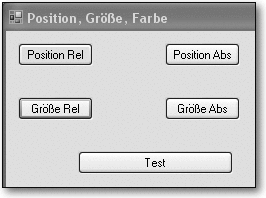 Position, Größe, Farbe
Position Rel Position Abs
Größe Rel Größe Abs
Test